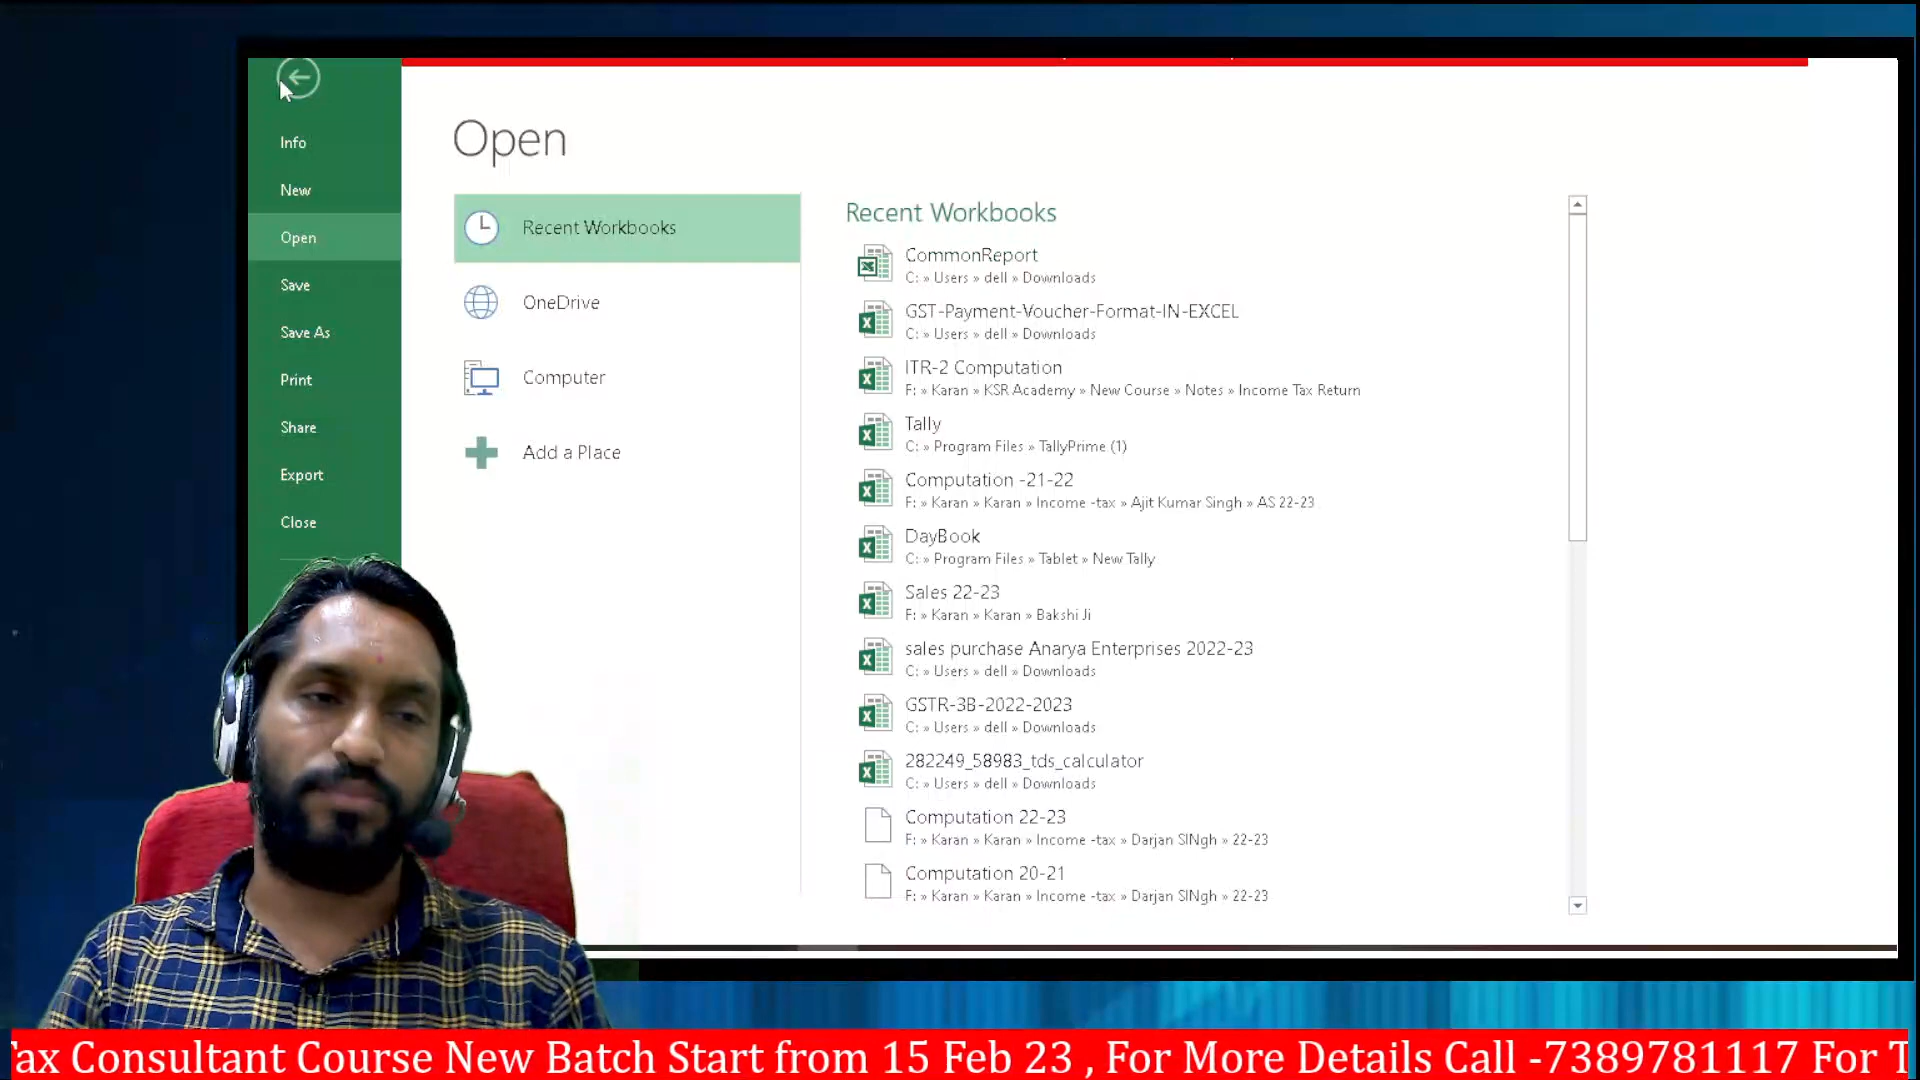 Info
New
Open
Save
Save As
Print
Share
Export
Close
Open
Recent Workbooks
OneDrive
Computer
Add a Place
Recent Workbooks
CommonReport
C: » Users » dell » Downloads
GST-Payment-Voucher-Format-IN-EXCEL
C: » Users » dell » Downloads
ITR-2 Computation
F: » Karan » KSR Academy » New Course » Notes » Income Tax Return
Tally
C: » Program Files » TallyPrime (1)
Computation -21-22
F: » Karan » Karan » Income -tax » Ajit Kumar Singh » AS 22-23
DayBook
C: » Program Files » Tablet » New Tally
Sales 22-23
F: » Karan » Karan » Bakshi Ji
sales purchase Anarya Enterprises 2022-23
C: » Users » dell » Downloads
GSTR-3B-2022-2023
C: » Users » dell » Downloads
282249_58983_tds_calculator
C: » Users » dell » Downloads
Computation 22-23
F: » Karan » Karan » Income -tax » Darjan SINgh » 22-23
Computation 20-21
F: » Karan » Karan » Income -tax » Darjan SINgh » 22-23
Tax Consultant Course New Batch Start from 15 Feb 23 , For More Details Call -7389781117 For